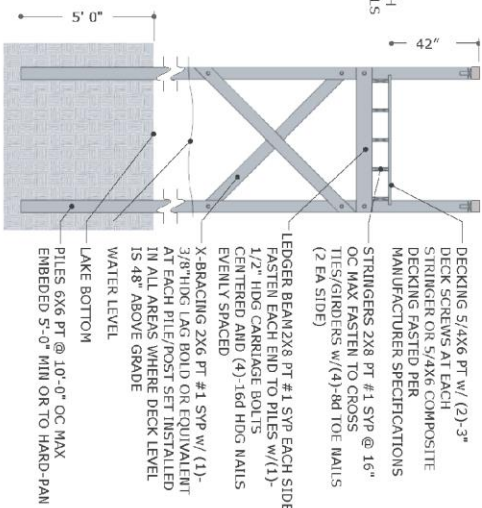 H
LS
5' 0"
42"
DECKING 5/4X6 PT w/ (2)-3"
DECK SCREWS AT EACH
STRINGER OR 5/4X6 COMPOSITE
DECKING FASTED PER
MANUFACTURER SPECIFICATIONS
STRINGERS 2X8 PT #1 SYP @ 16"
OC MAX FASTEN TO CROSS
TIES/GIRDERS w/(4)-8d TOE NAILS
(2 EA SIDE)
LEDGER BEAM2X8 PT #1 SYP EACH SIDE
FASTEN EACH END TO PILES w/(1)-
1/2" HDG CARRIAGE BOLTS
CENTERED AND (4)-16d HDG NAILS
EVENLY SPACED
X-BRACING 2X6 PT #1 SYP w/ (1)-
3/8"HDG LAG BOLD OR EQUIVALENT
AT EACH PILE/POST SET INSTALLED
IN ALL AREAS WHERE DECK LEVEL
IS 48" ABOVE GRADE
WATER LEVEL
LAKE BOTTOM
PILES 6X6 PT @ 10'-0" OC MAX
EMBEDED 5'-0" MIN OR TO HARD-PAN